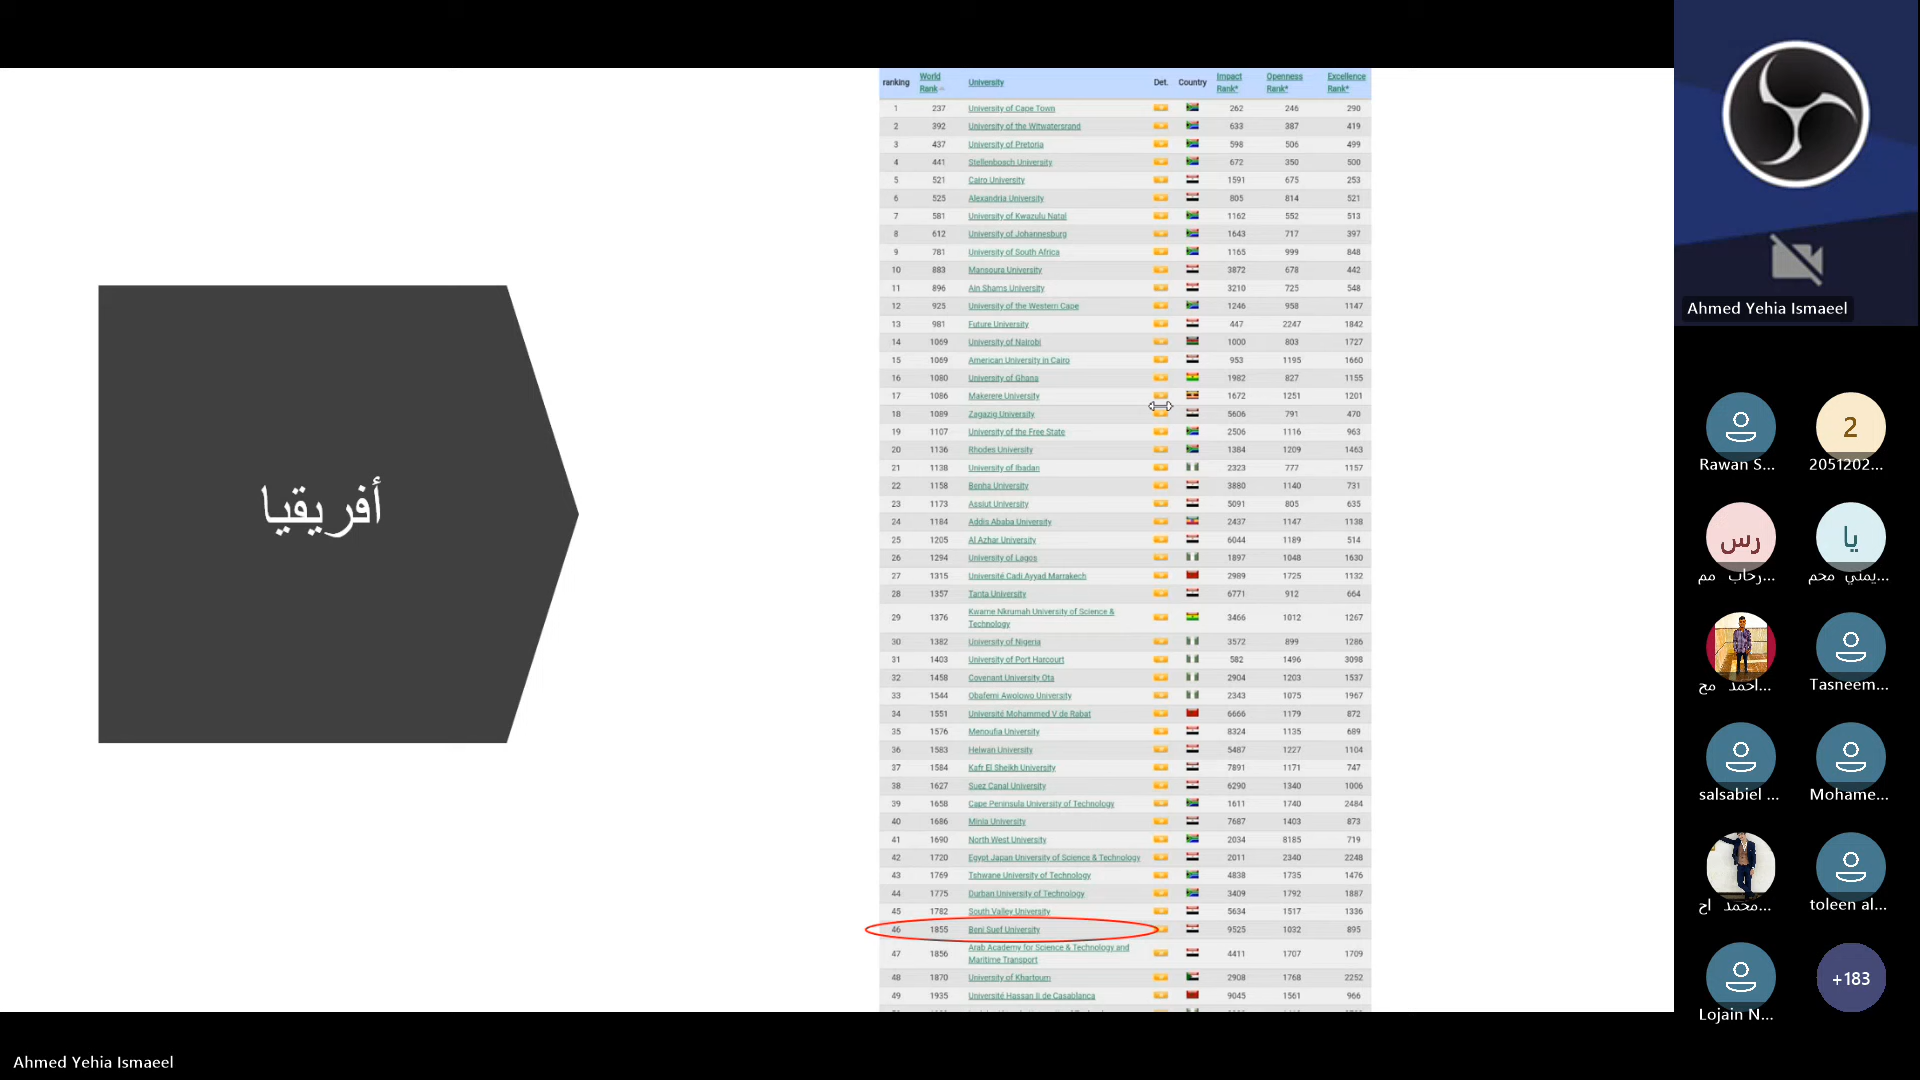 أفريقيا
ranking World Rank University Det. Country Impact Rank* Openness Rank* Excellence Rank*
1 237 University of Cape Town 262 246 290
2 392 University of the Witwatersrand 633 387 419
3 437 University of Pretoria 598 506 499
4 441 Stellenbosch University 672 350 500
5 521 Cairo University 1591 675 253
6 525 Alexandria University 805 814 521
7 581 University of Kwazulu Natal 1162 552 513
8 612 University of Johannesburg 1643 717 397
9 781 University of South Africa 1165 999 848
10 883 Mansoura University 3872 678 442
11 896 Ain Shams University 3210 725 548
12 925 University of the Western Cape 1246 958 1147
13 981 Future University 447 2247 1842
14 1069 University of Nairobi 1000 803 1727
15 1069 American University in Cairo 953 1195 1660
16 1080 University of Ghana 1982 827 1155
17 1086 Makerere University 1672 1251 1201
18 1089 Zagazig University 5606 791 470
19 1107 University of the Free State 2506 1116 963
20 1136 Rhodes University 1384 1209 1463
21 1138 University of Ibadan 2323 777 1157
22 1158 Benha University 3880 1140 731
23 1173 Assiut University 5091 805 635
24 1184 Addis Ababa University 2437 1147 1138
25 1205 Al Azhar University 6044 1189 514
26 1294 University of Lagos 1897 1048 1630
27 1315 Université Cadi Ayyad Marrakech 2989 1725 1132
28 1357 Tanta University 6771 912 664
29 1376 Kwame Nkrumah University of Science & Technology 3466 1012 1267
30 1382 University of Nigeria 3572 899 1286
31 1403 University of Port Harcourt 582 1496 3098
32 1458 Covenant University Ota 2904 1203 1537
33 1544 Obafemi Awolowo University 2343 1075 1967
34 1551 Université Mohammed V de Rabat 6666 1179 872
35 1576 Menoufia University 8324 1135 689
36 1583 Helwan University 5487 1227 1104
37 1584 Kafr El Sheikh University 7891 1171 747
38 1627 Suez Canal University 6290 1340 1006
39 1658 Cape Peninsula University of Technology 1611 1740 2484
40 1686 Minia University 7687 1403 873
41 1690 North West University 2034 8185 719
42 1720 Egypt Japan University of Science & Technology 2011 2340 2248
43 1769 Tshwane University of Technology 4838 1735 1476
44 1775 Durban University of Technology 3409 1792 1887
45 1782 South Valley University 5634 1517 1336
46 1855 Beni Suef University 9525 1032 895
47 1856 Arab Academy for Science & Technology and Maritime Transport 4411 1707 1709
48 1870 University of Khartoum 2908 1768 2252
49 1935 Université Hassan II de Casablanca 9045 1561 966
Ahmed Yehia Ismaeel
Rawan S...
2
2051202...
رس
رحاب مم...
يا
يمني محم...
احمد مح...
Tasneem...
salsabiel ...
Mohame...
محمد اح...
toleen al...
Lojain N...
+183
Ahmed Yehia Ismaeel